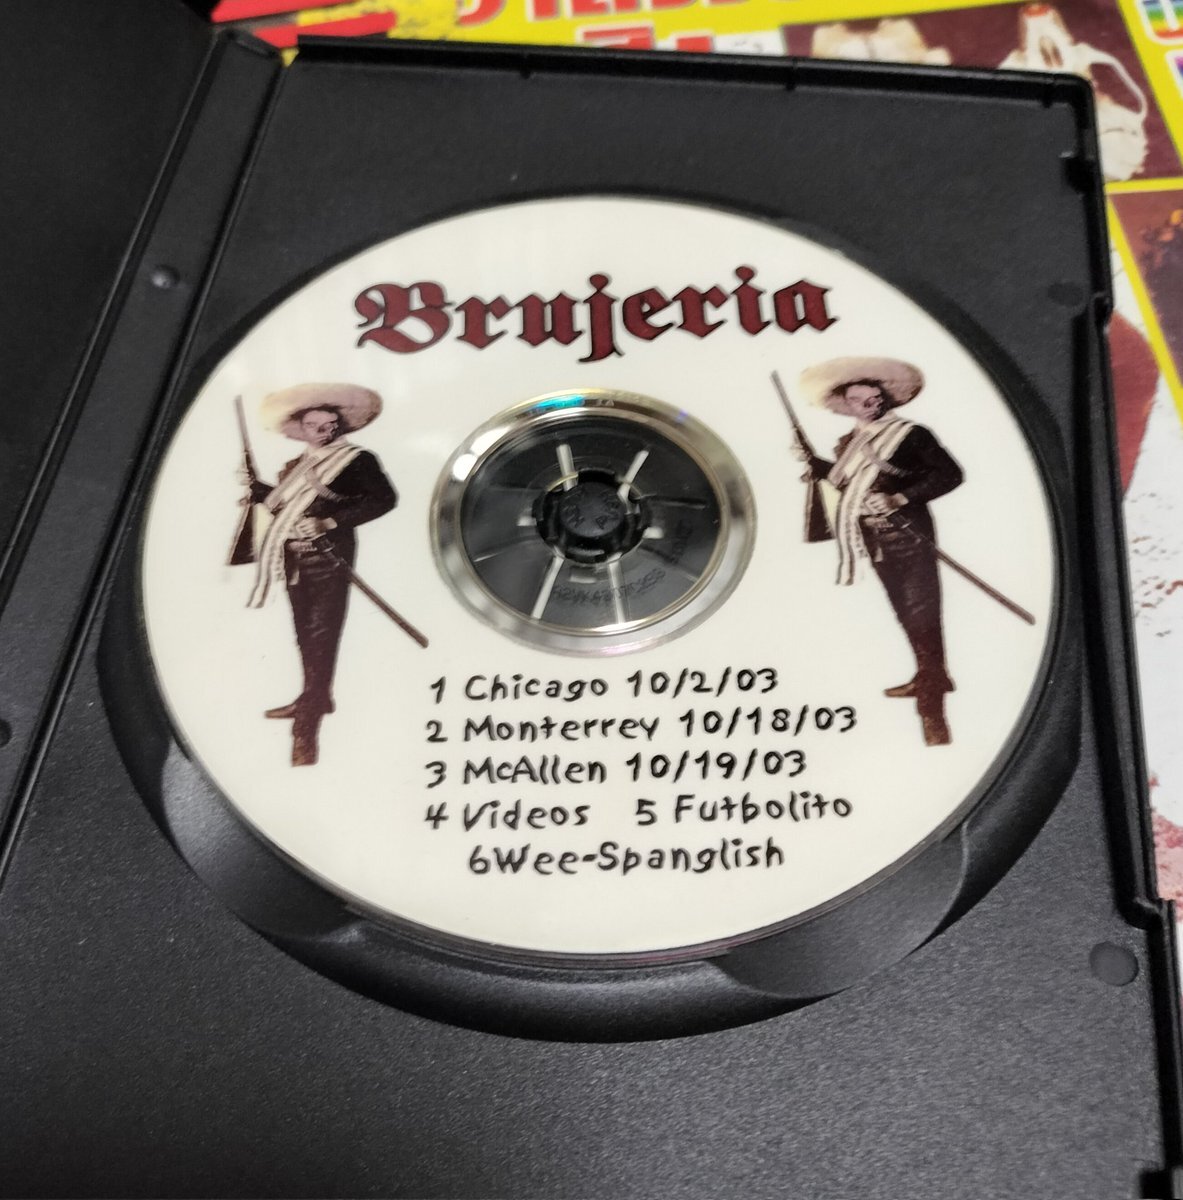 Brujeria
1 Chicago 10/2/03
2 Monterrey 10/18/03
3 McAllen 10/19/03
4 Videos 5 Futbolito
6Wee-Spanglish